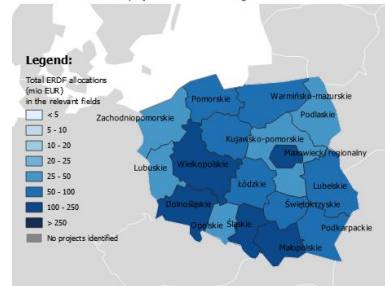 Legend:
Total ERDF allocations
(mio EUR)
in the relevant fields
< 5
5 - 10
10 - 20
20 - 25
25 - 50
50 - 100
100 - 250
> 250
No projects identified
Pomorskie
Warmińsko-mazurskie
Zachodniopomorskie
Podlaskie
Kujawsko-pomorskie
Mazowiecki regionalny
Lubuskie
Wielkopolskie
Łódzkie
Lubelskie
Dolnośląskie
Świętokrzyskie
Opolskie
Śląskie
Podkarpackie
Małopolskie